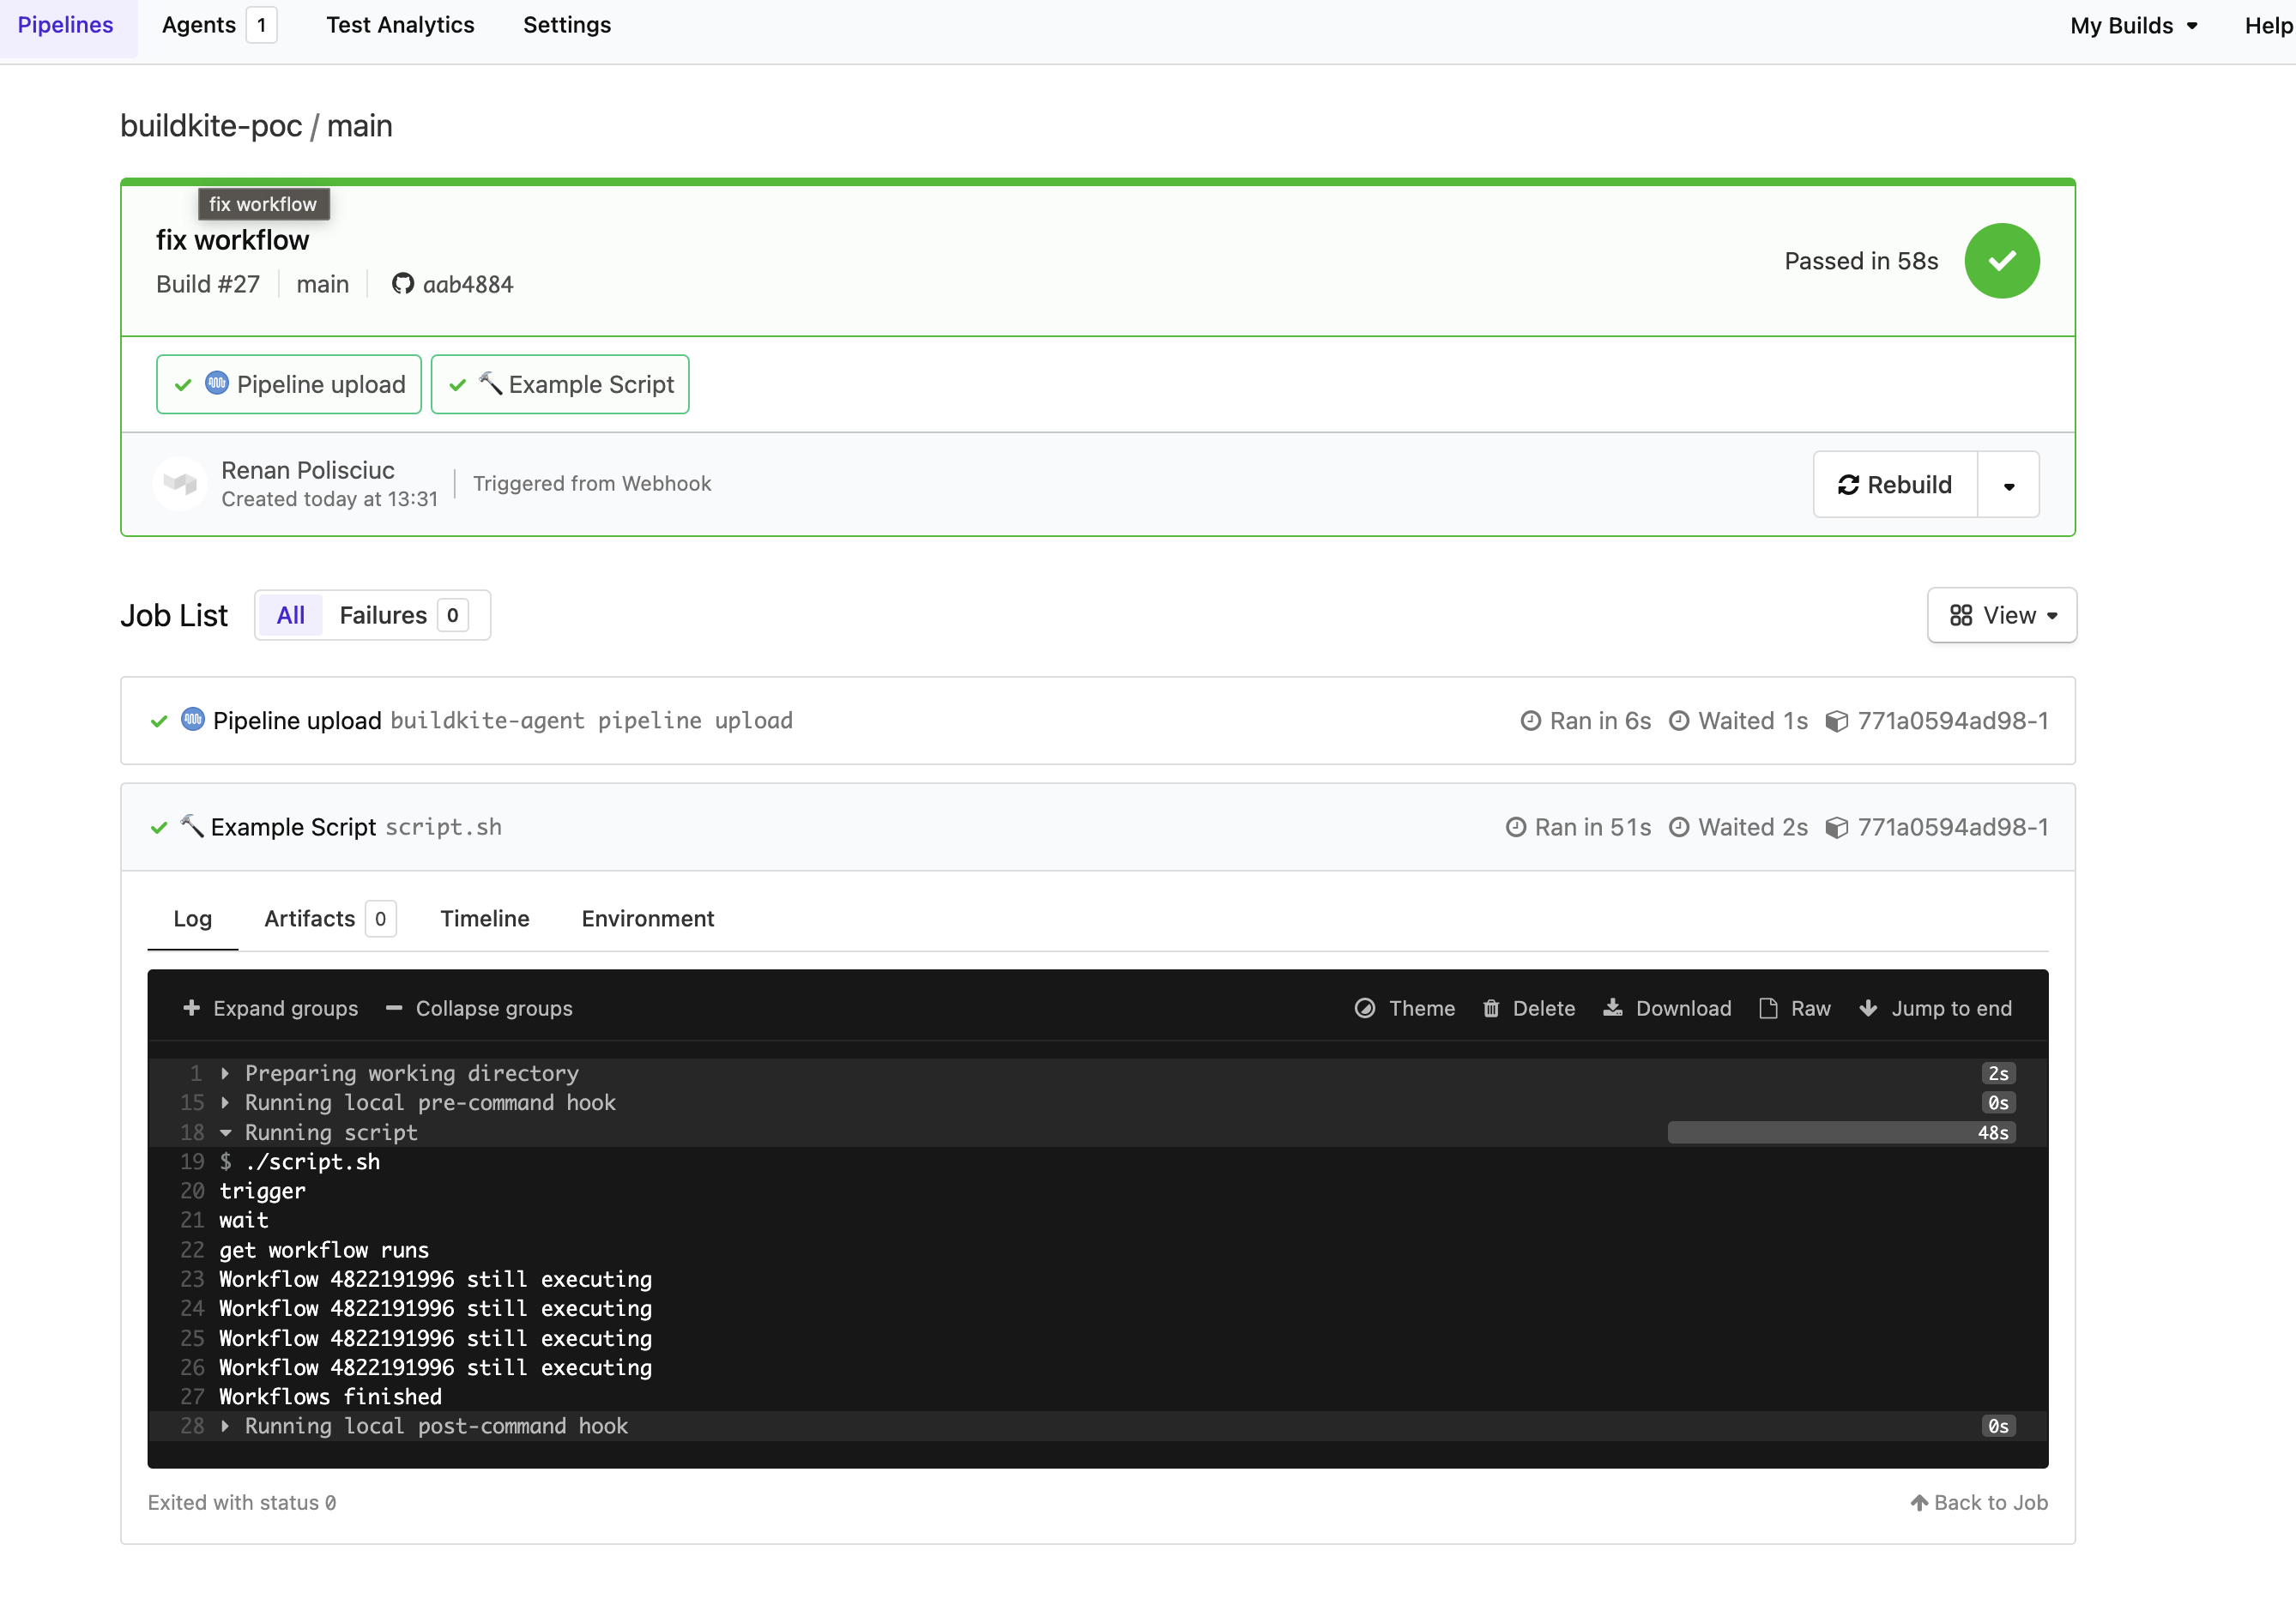 Pipelines Agents 1 Test Analytics Settings My Builds Help
buildkite-poc / main
fix workflow
fix workflow
Build #27 main aab4884
Passed in 58s
Pipeline upload Example Script
Renan Polisciuc
Created today at 13:31
Triggered from Webhook
Rebuild
Job List All Failures 0 View
Pipeline upload buildkite-agent pipeline upload Ran in 6s Waited 1s 771a0594ad98-1
Example Script script.sh Ran in 51s Waited 2s 771a0594ad98-1
Log Artifacts 0 Timeline Environment
Expand groups Collapse groups Theme Delete Download Raw Jump to end
1 Preparing working directory 2s
15 Running local pre-command hook 0s
18 Running script 48s
19 $ ./script.sh
20 trigger
21 wait
22 get workflow runs
23 Workflow 4822191996 still executing
24 Workflow 4822191996 still executing
25 Workflow 4822191996 still executing
26 Workflow 4822191996 still executing
27 Workflows finished
28 Running local post-command hook 0s
Exited with status 0 Back to Job